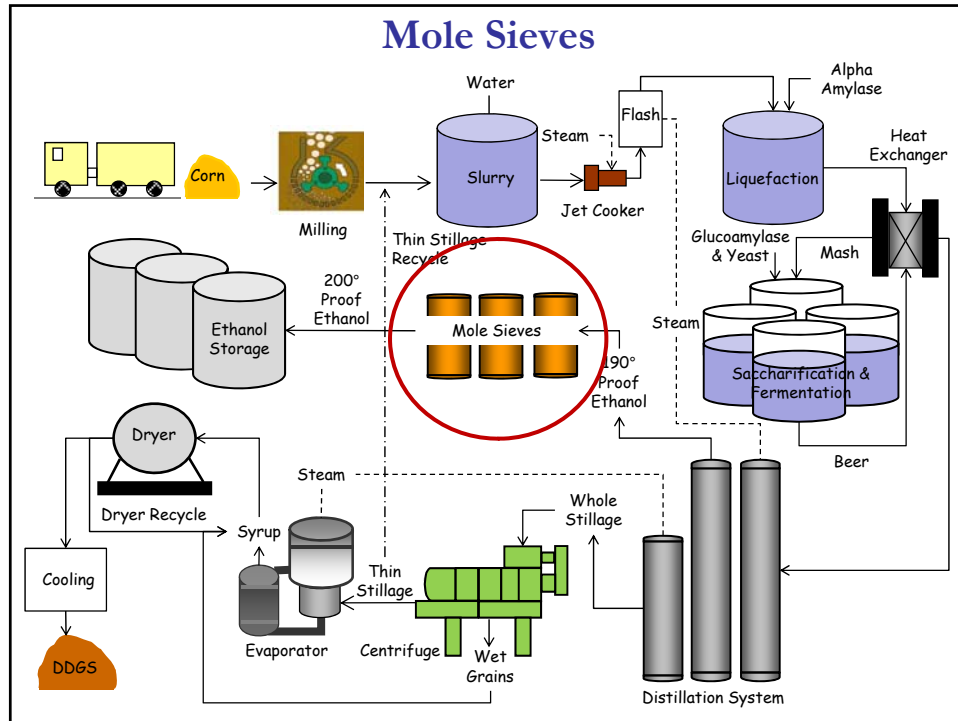 Mole Sieves
Water
Alpha
Amylase
Flash
Steam
Heat
Exchanger
Corn
Slurry
Liquefaction
Jet Cooker
Milling
Thin Stillage
Recycle
Glucoamylase
& Yeast
Mash
200°
Proof
Ethanol
Ethanol
Storage
Mole Sieves
Steam
190°
Proof
Ethanol
Saccharification &
Fermentation
Beer
Dryer
Dryer Recycle
Steam
Syrup
Whole
Stillage
Cooling
Thin
Stillage
Evaporator
Centrifuge
Wet
Grains
DDGS
Distillation System